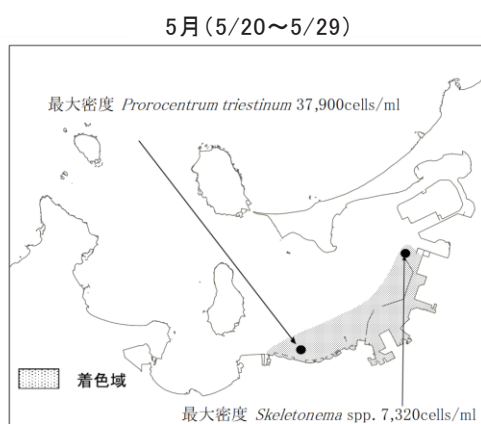 5月(5/20～5/29)
最大密度 Prorocentrum triestinum 37,900cells/ml
着色域
最大密度 Skeletonema spp. 7,320cells/ml